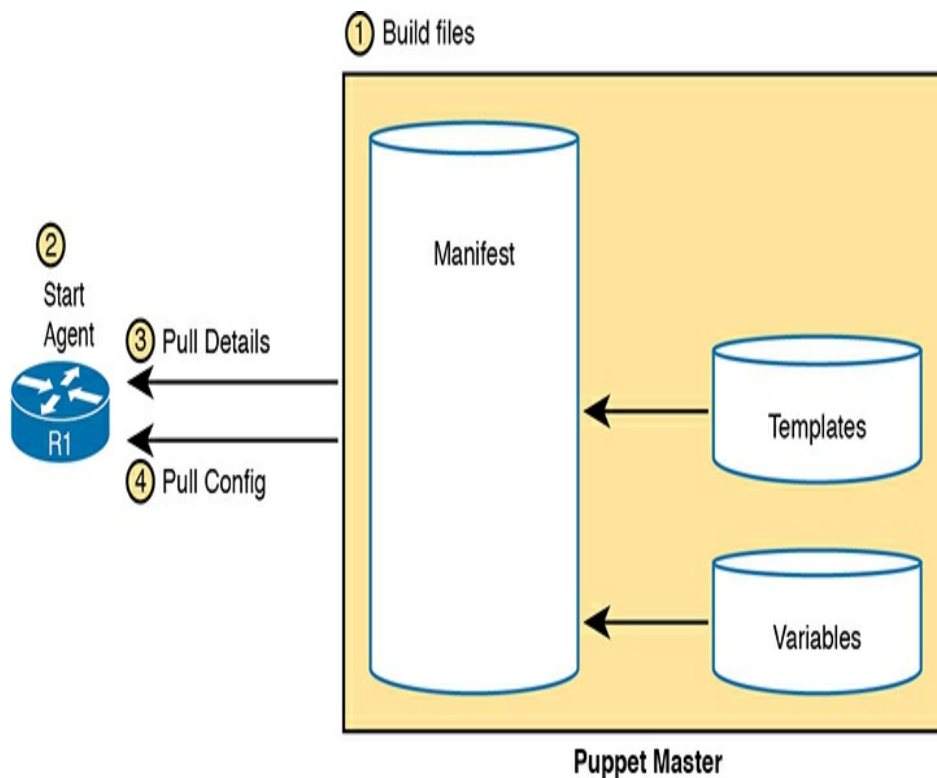 1 Build files
Manifest
2
Start
Agent
3 Pull Details
R1
4 Pull Config
Templates
Variables
Puppet Master